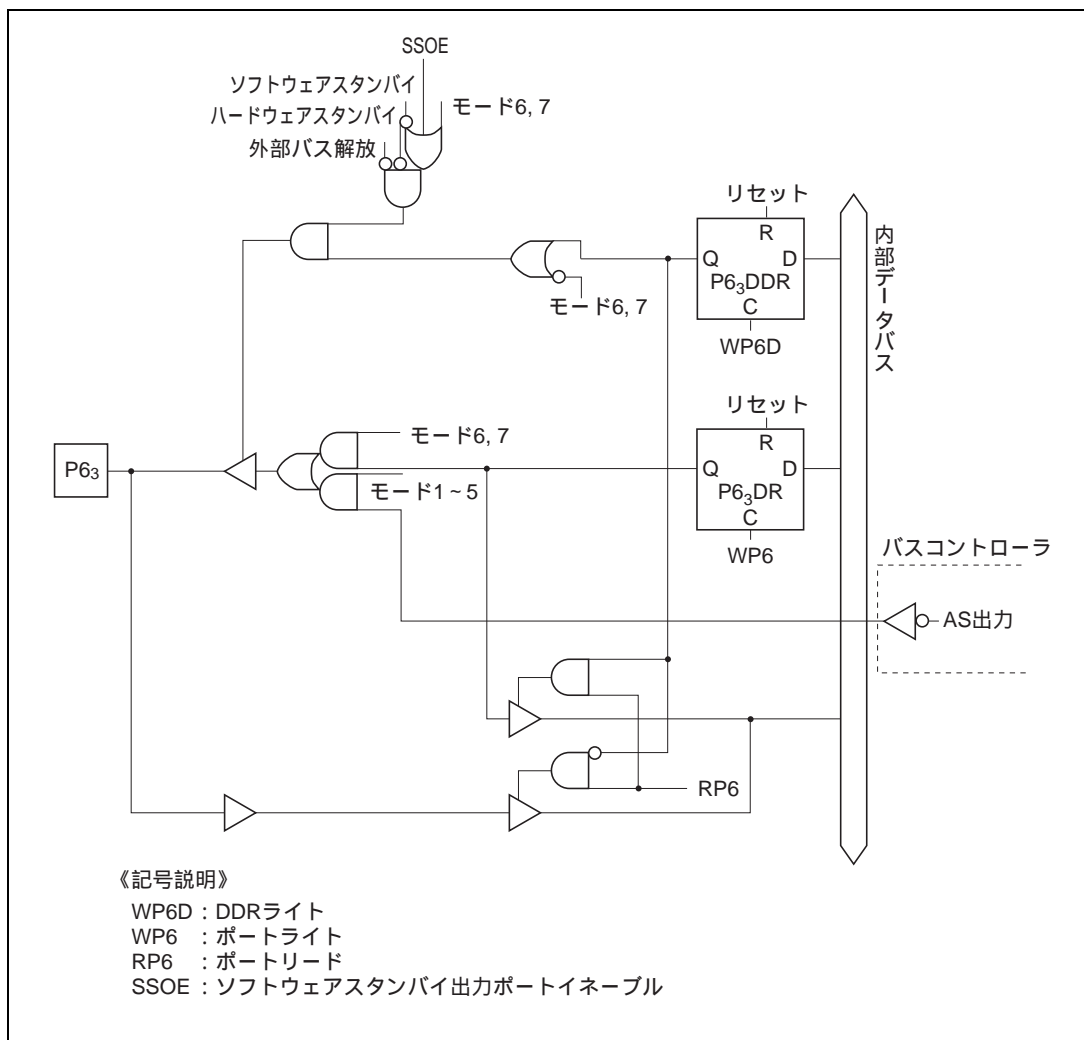 SSOE
ソフトウェアスタンバイ
ハードウェアスタンバイ
モード6, 7
外部バス解放
リセット
R
Q
D
P6₃DDR
C
WP6D
モード6, 7
内部データバス
リセット
R
Q
D
P6₃DR
C
WP6
モード6, 7
モード1～5
P6₃
バスコントローラ
AS出力
RP6
《記号説明》
WP6D : DDRライト
WP6 : ポートライト
RP6 : ポートリード
SSOE : ソフトウェアスタンバイ出力ポートイネーブル